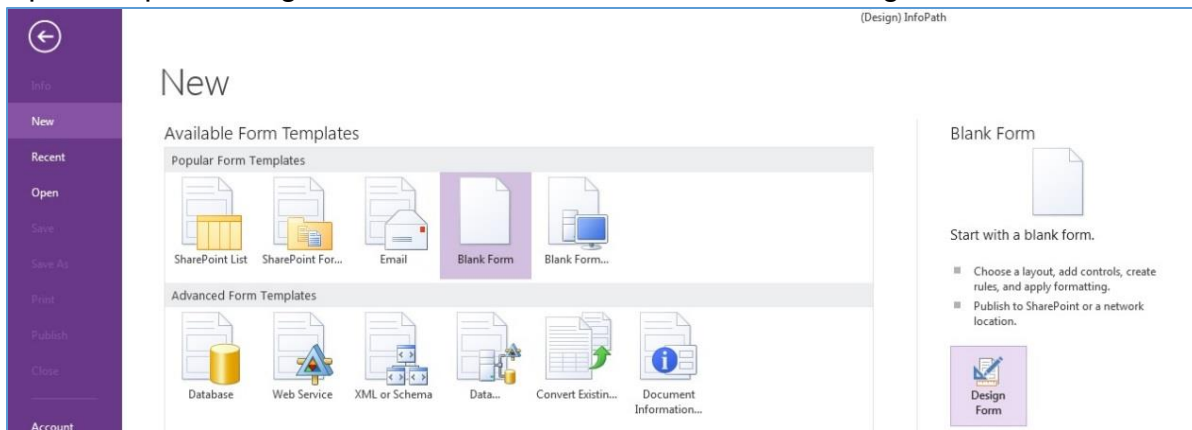 (Design) InfoPath
Info
New
Recent
Open
Save
Save As
Print
Publish
Close
Account
New
Available Form Templates
Popular Form Templates
SharePoint List
SharePoint For...
Email
Blank Form
Blank Form...
Advanced Form Templates
Database
Web Service
XML or Schema
Data...
Convert Existin...
Document
Information...
Blank Form
Start with a blank form.
Choose a layout, add controls, create
rules, and apply formatting.
Publish to SharePoint or a network
location.
Design
Form